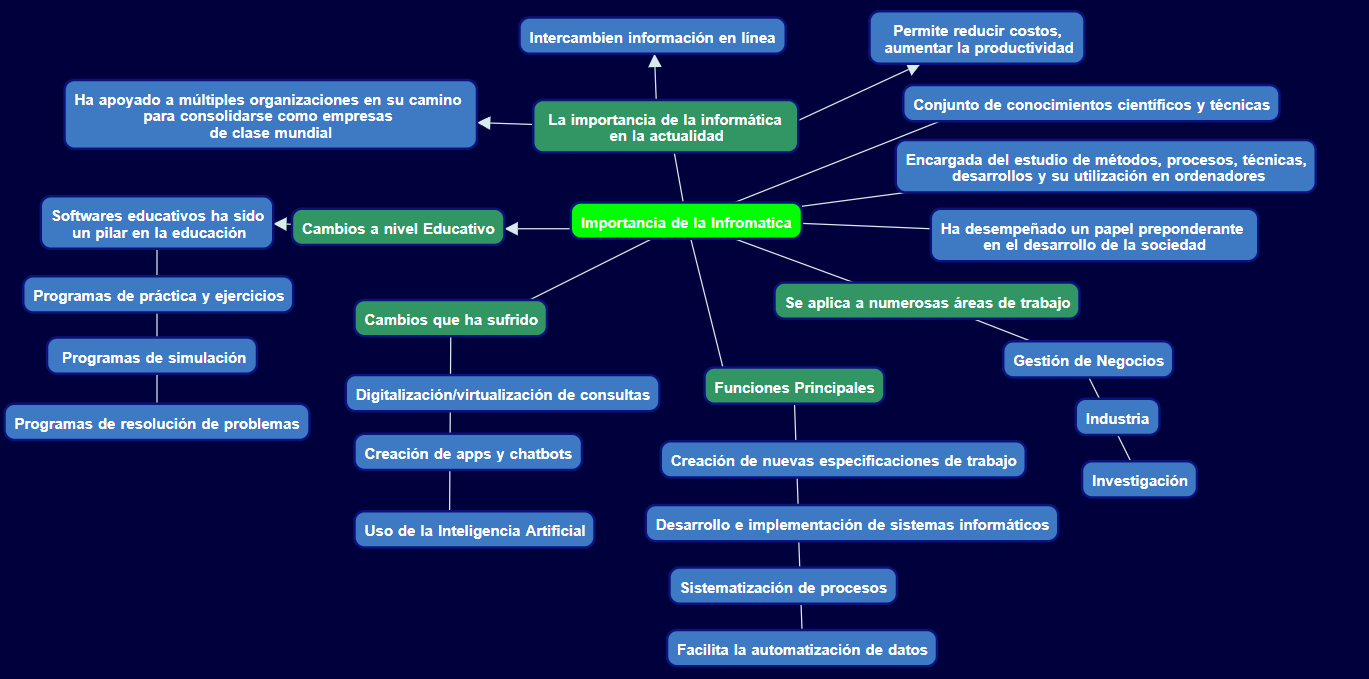 Intercambien información en línea
Permite reducir costos,
aumentar la productividad
Ha apoyado a múltiples organizaciones en su camino
para consolidarse como empresas
de clase mundial
La importancia de la informática
en la actualidad
Conjunto de conocimientos científicos y técnicas
Encargada del estudio de métodos, procesos, técnicas,
desarrollos y su utilización en ordenadores
Softwares educativos ha sido
un pilar en la educación
Cambios a nivel Educativo
Importancia de la Infromatica
Ha desempeñado un papel preponderante
en el desarrollo de la sociedad
Programas de práctica y ejercicios
Programas de simulación
Programas de resolución de problemas
Cambios que ha sufrido
Digitalización/virtualización de consultas
Creación de apps y chatbots
Uso de la Inteligencia Artificial
Funciones Principales
Creación de nuevas especificaciones de trabajo
Desarrollo e implementación de sistemas informáticos
Sistematización de procesos
Facilita la automatización de datos
Se aplica a numerosas áreas de trabajo
Gestión de Negocios
Industria
Investigación